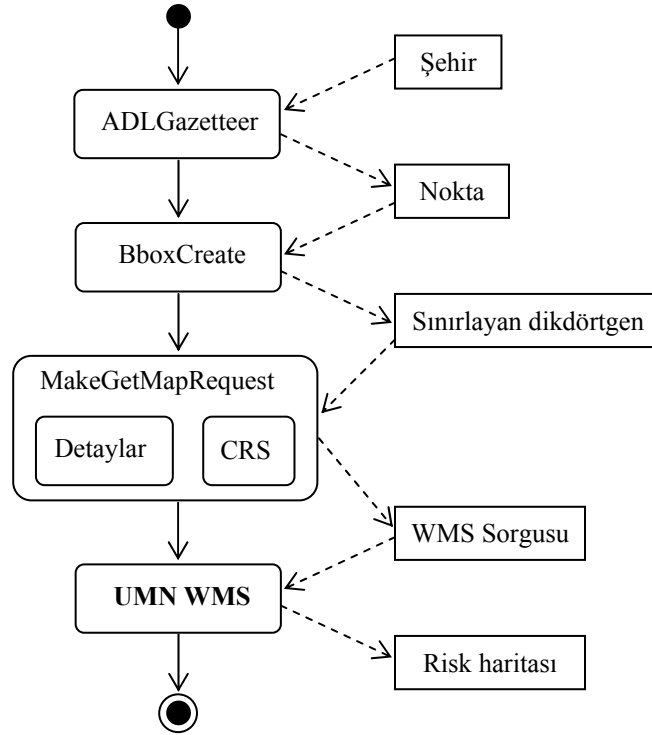 Şehir
ADLGazetteer
Nokta
BboxCreate
Sınırlayan dikdörtgen
MakeGetMapRequest
Detaylar
CRS
WMS Sorgusu
UMN WMS
Risk haritası